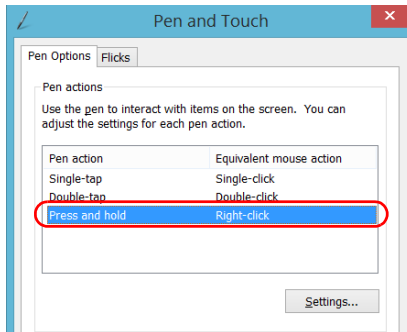 Pen and Touch
Pen Options Flicks
Pen actions
Use the pen to interact with items on the screen. You can
adjust the settings for each pen action.
Pen action Equivalent mouse action
Single-tap Single-click
Double-tap Double-click
Press and hold Right-click
Settings...